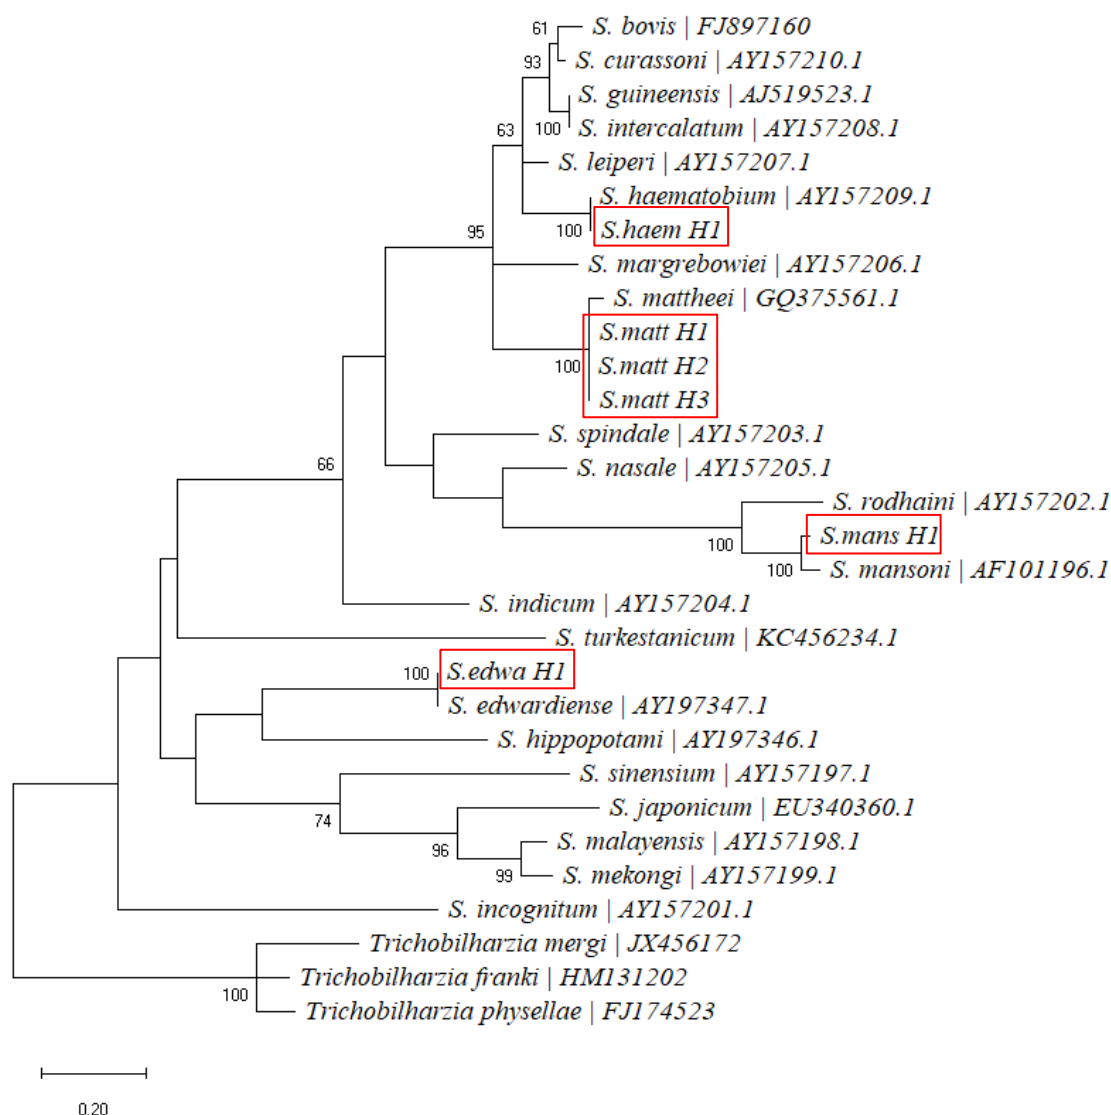 61
S. bovis | FJ897160
93
S. curassoni | AY157210.1
S. guineensis | AJ519523.1
63
100
S. intercalatum | AY157208.1
S. leiperi | AY157207.1
S. haematobium | AY157209.1
95
100
S.haem H1
S. margrebowiei | AY157206.1
S. mattheei | GQ375561.1
S.matt H1
100
S.matt H2
S.matt H3
S. spindale | AY157203.1
66
S. nasale | AY157205.1
S. rodhaini | AY157202.1
100
S.mans H1
100
S. mansoni | AF101196.1
S. indicum | AY157204.1
S. turkestanicum | KC456234.1
100
S.edwa H1
S. edwardiense | AY197347.1
S. hippopotami | AY197346.1
S. sinensium | AY157197.1
74
S. japonicum | EU340360.1
96
S. malayensis | AY157198.1
99
S. mekongi | AY157199.1
S. incognitum | AY157201.1
Trichobilharzia mergi | JX456172
Trichobilharzia franki | HM131202
100
Trichobilharzia physellae | FJ174523
0.20